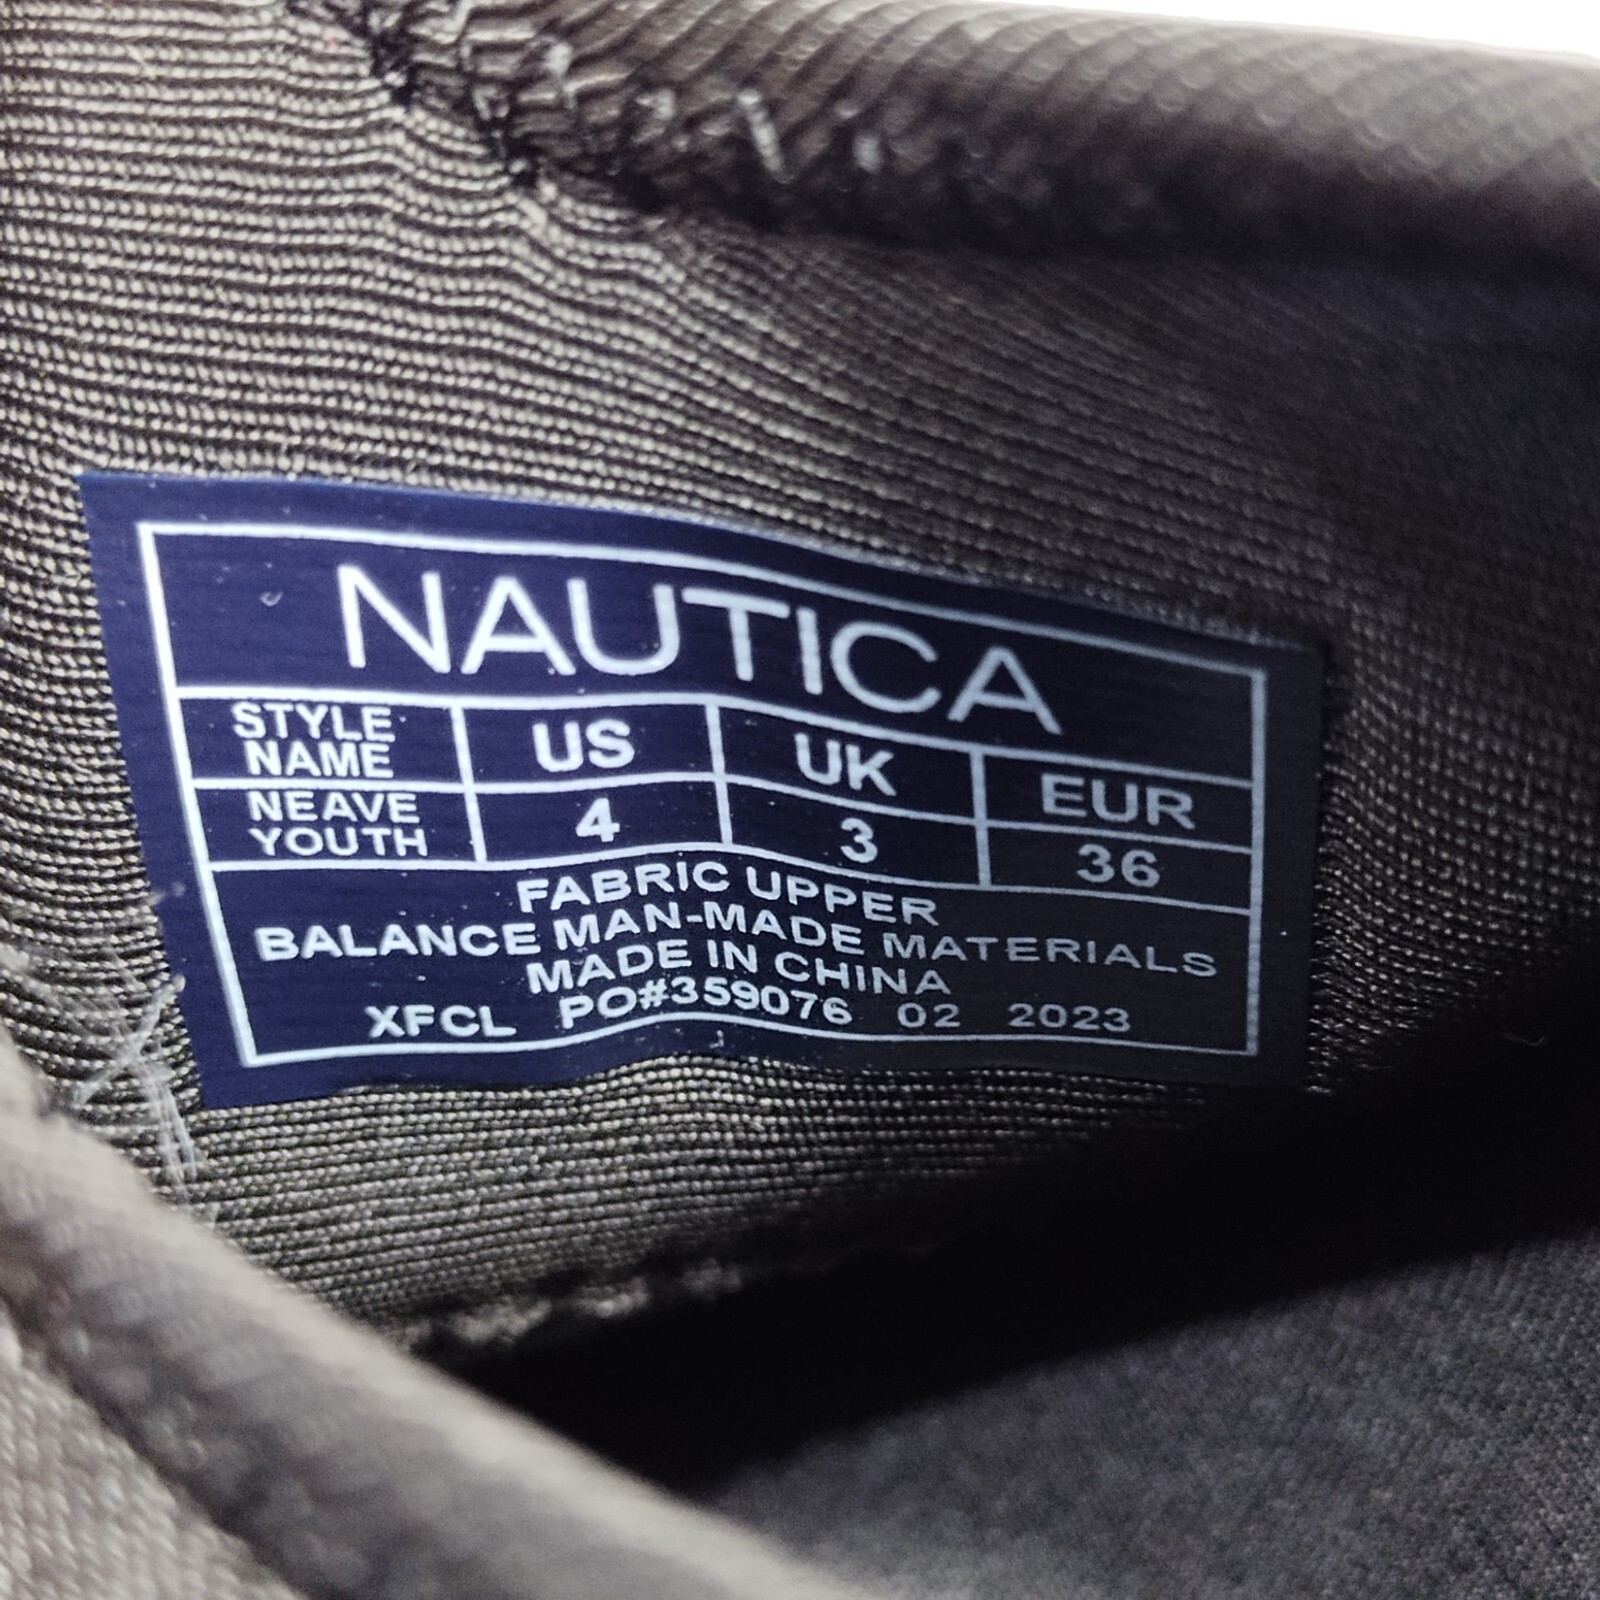 NAUTICA
STYLE NAME US UK EUR
NEAVE YOUTH 4 3 36
FABRIC UPPER
BALANCE MAN-MADE MATERIALS
MADE IN CHINA
XFCL PO#359076 02 2023